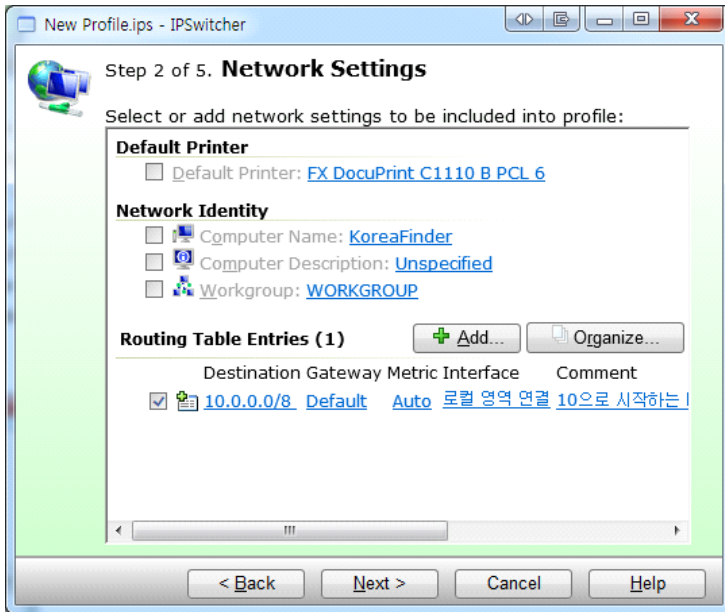 New Profile.ips - IPSwitcher
Step 2 of 5. Network Settings
Select or add network settings to be included into profile:
Default Printer
Default Printer: FX DocuPrint C1110 B PCL 6
Network Identity
Computer Name: KoreaFinder
Computer Description: Unspecified
Workgroup: WORKGROUP
Routing Table Entries (1) Add... Organize...
Destination Gateway Metric Interface Comment
10.0.0.0/8 Default Auto 로컬 영역 연결 10으로 시작하는
< Back Next > Cancel Help